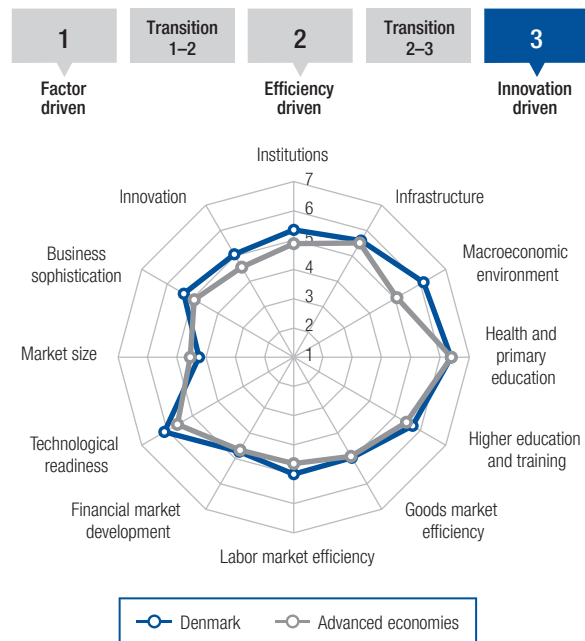 1
Transition
1–2
2
Transition
2–3
3
Factor
driven
Efficiency
driven
Innovation
driven
Institutions
Innovation
Infrastructure
Business
sophistication
Macroeconomic
environment
Market size
Health and
primary
education
Technological
readiness
Higher education
and training
Financial market
development
Goods market
efficiency
Labor market efficiency
7
6
5
4
3
2
1
Denmark
Advanced economies